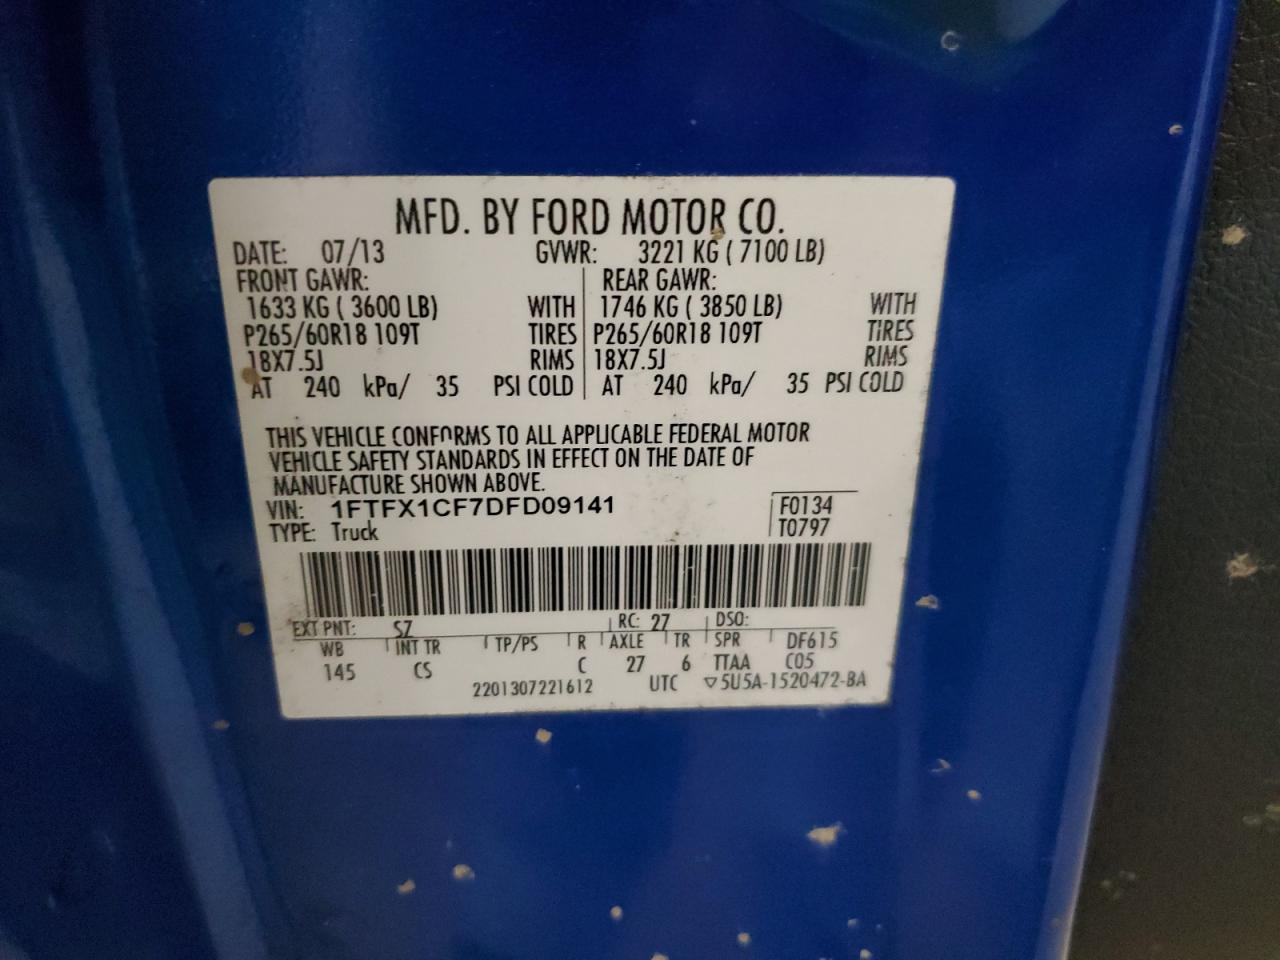 MFD. BY FORD MOTOR CO.
DATE: 07/13 GVWR: 3221 KG ( 7100 LB)
FRONT GAWR: REAR GAWR:
1633 KG ( 3600 LB) WITH 1746 KG ( 3850 LB) WITH
P265/60R18 109T TIRES P265/60R18 109T TIRES
18X7.5J RIMS 18X7.5J RIMS
AT 240 kPa/ 35 PSI COLD AT 240 kPa/ 35 PSI COLD
THIS VEHICLE CONFORMS TO ALL APPLICABLE FEDERAL MOTOR
VEHICLE SAFETY STANDARDS IN EFFECT ON THE DATE OF
MANUFACTURE SHOWN ABOVE.
VIN: 1FTFX1CF7DFD09141 F0134
TYPE: Truck T0797
EXT PNT: SZ RC: 27 DSO:
WB INT TR TP/PS R AXLE TR SPR DF615
145 CS C 27 6 TTAA C05
2201307221612 UTC ▽5U5A-1520472-BA